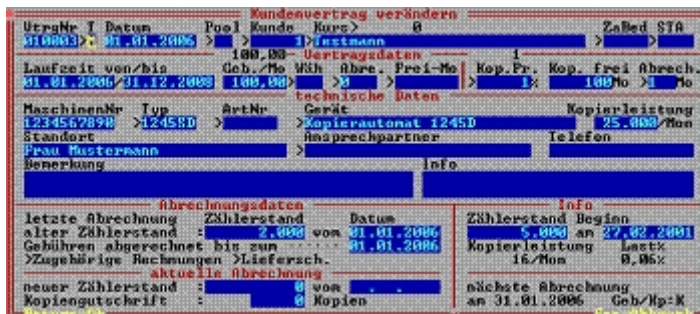 Kundenvertrag verändern
VtrgNr T Datum Pool Kunde Kurz> 0 ZaBed STA
010003> 01.01.2006 > > 1>Testmann > >
100,00 Vertragsdaten 1
Laufzeit von/bis Geb./Mo Wäh Abre. Frei-Mo Kop.Pr. Kop. frei Abrech.
01.01.2006/31.12.2008 100,00> >0 > > 1% 100Mo >1Mo
technische Daten
MaschinenNr Typ ArtNr Gerät Kopierleistung
1234567890 >1245SD > >Kopierautomat 1245D 25.000/Mon
Standort Ansprechpartner Telefon
Frau Mustermann >
Bemerkung Info
Abrechnungsdaten Info
letzte Abrechnung Zählerstand Datum Zählerstand Beginn
alter Zählerstand : 2.000 vom 01.01.2006 5.000 am 27.02.2001
Gebühren abgerechnet bis zum ······ 01.01.2006 Kopierleistung Last%
>Zugehörige Rechnungen >Liefersch. 16/Mon 0,06%
aktuelle Abrechnung
neuer Zählerstand : 0 vom . . nächste Abrechnung
Kopiengutschrift : 0 Kopien am 31.01.2006 Geb/Kp:K